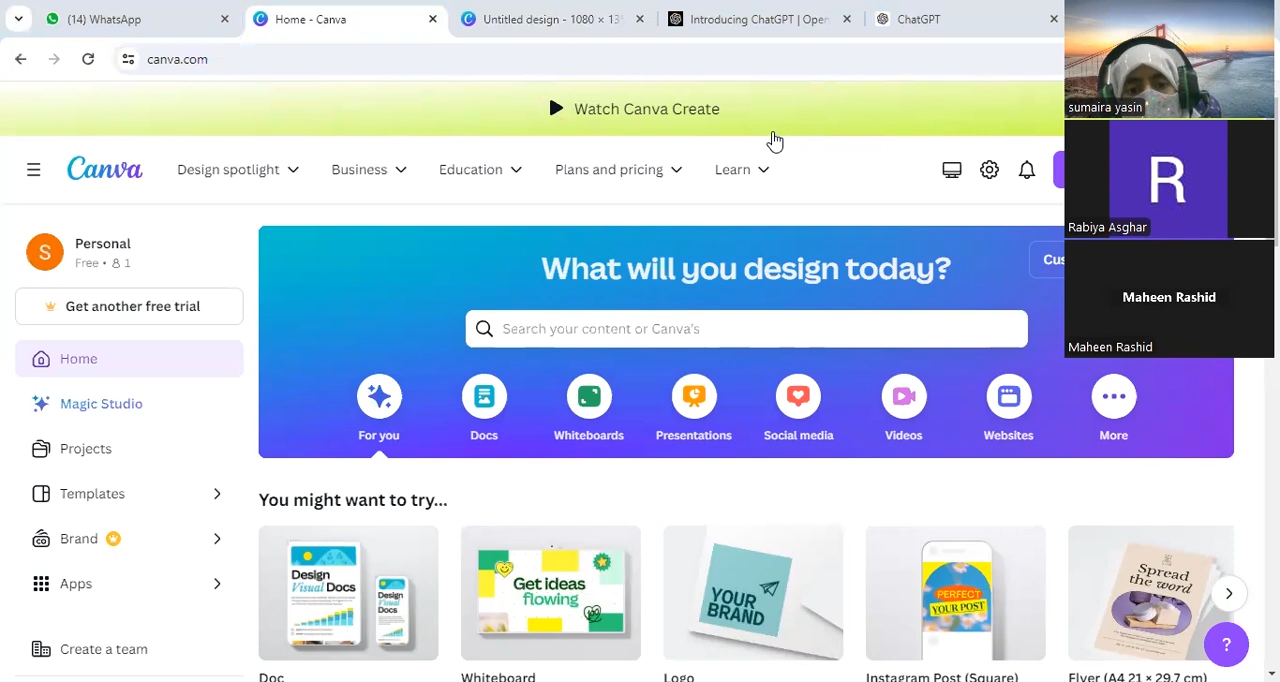 (14) WhatsApp
Home - Canva
Untitled design - 1080 × 13
Introducing ChatGPT | Open
ChatGPT
canva.com
Watch Canva Create
Canva
Design spotlight
Business
Education
Plans and pricing
Learn
sumaira yasin
R
Rabiya Asghar
Maheen Rashid
Maheen Rashid
S
Personal
Free • 1
Get another free trial
Home
Magic Studio
Projects
Templates
Brand
Apps
Create a team
What will you design today?
Cus
Search your content or Canva's
For you
Docs
Whiteboards
Presentations
Social media
Videos
Websites
More
You might want to try...
Design
Visual Docs
Design
Visual Docs
Get ideas
flowing
YOUR
BRAND
PERFECT
YOUR POST
Spread
the word
?
Doc
Whiteboard
Logo
Instagram Post (Square)
Flyer (A4 21 × 29.7 cm)